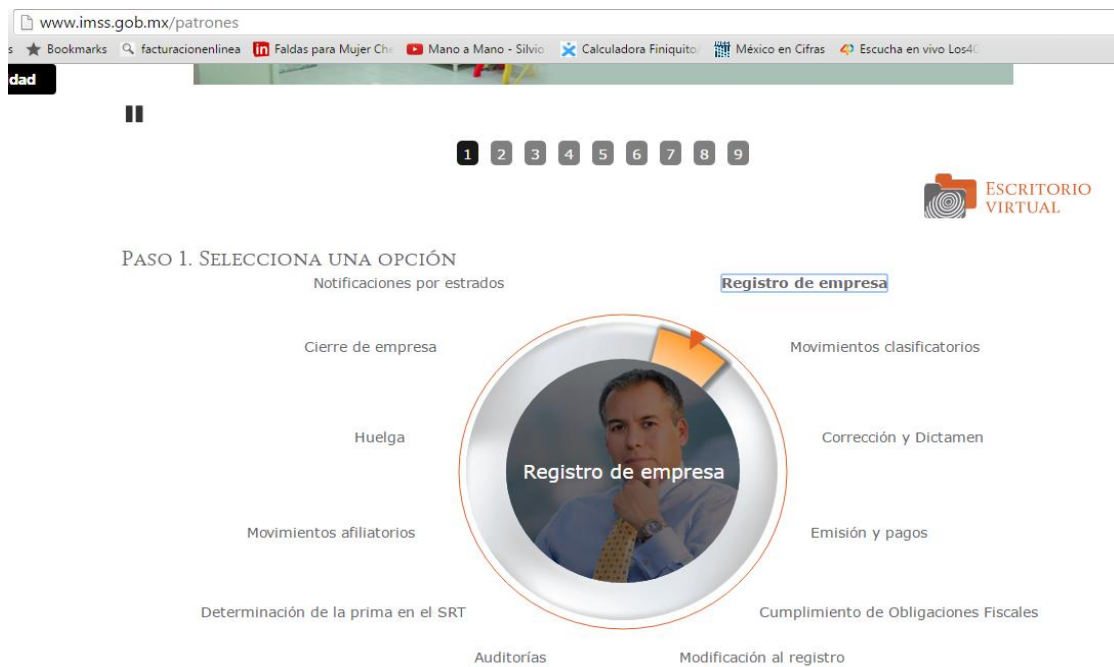 www.imss.gob.mx/patrones
s Bookmarks facturacionenlinea Faldas para Mujer Che Mano a Mano - Silvio Calculadora Finiquito México en Cifras Escucha en vivo Los40
dad
1 2 3 4 5 6 7 8 9
ESCRITORIO
VIRTUAL
PASO 1. SELECCIONA UNA OPCIÓN
Notificaciones por estrados Registro de empresa
Cierre de empresa Movimientos clasificatorios
Huelga Corrección y Dictamen
Registro de empresa
Movimientos afiliatorios Emisión y pagos
Determinación de la prima en el SRT Cumplimiento de Obligaciones Fiscales
Auditorías Modificación al registro